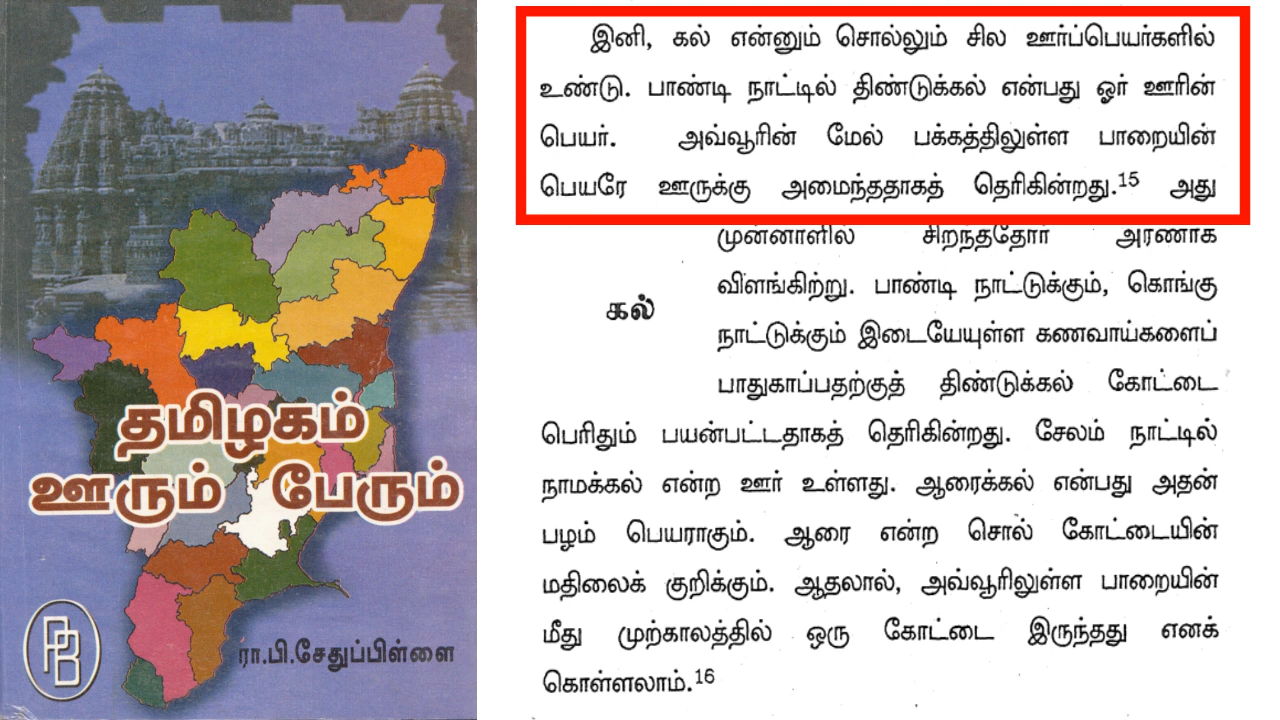 தமிழகம்
ஊரும் பேரும்
ரா.பி.சேதுப்பிள்ளை
PB
இனி, கல் என்னும் சொல்லும் சில ஊர்ப்பெயர்களில்
உண்டு. பாண்டி நாட்டில் திண்டுக்கல் என்பது ஓர் ஊரின்
பெயர். அவ்வூரின் மேல் பக்கத்திலுள்ள பாறையின்
பெயரே ஊருக்கு அமைந்ததாகத் தெரிகின்றது.15 அது
முன்னாளில் சிறந்ததோர் அரணாக
விளங்கிற்று. பாண்டி நாட்டுக்கும், கொங்கு
கல்
நாட்டுக்கும் இடையேயுள்ள கணவாய்களைப்
பாதுகாப்பதற்குத் திண்டுக்கல் கோட்டை
பெரிதும் பயன்பட்டதாகத் தெரிகின்றது. சேலம் நாட்டில்
நாமக்கல் என்ற ஊர் உள்ளது. ஆரைக்கல் என்பது அதன்
பழம் பெயராகும். ஆரை என்ற சொல் கோட்டையின்
மதிலைக் குறிக்கும். ஆதலால், அவ்வூரிலுள்ள பாறையின்
மீது முற்காலத்தில் ஒரு கோட்டை இருந்தது எனக்
கொள்ளலாம்.16